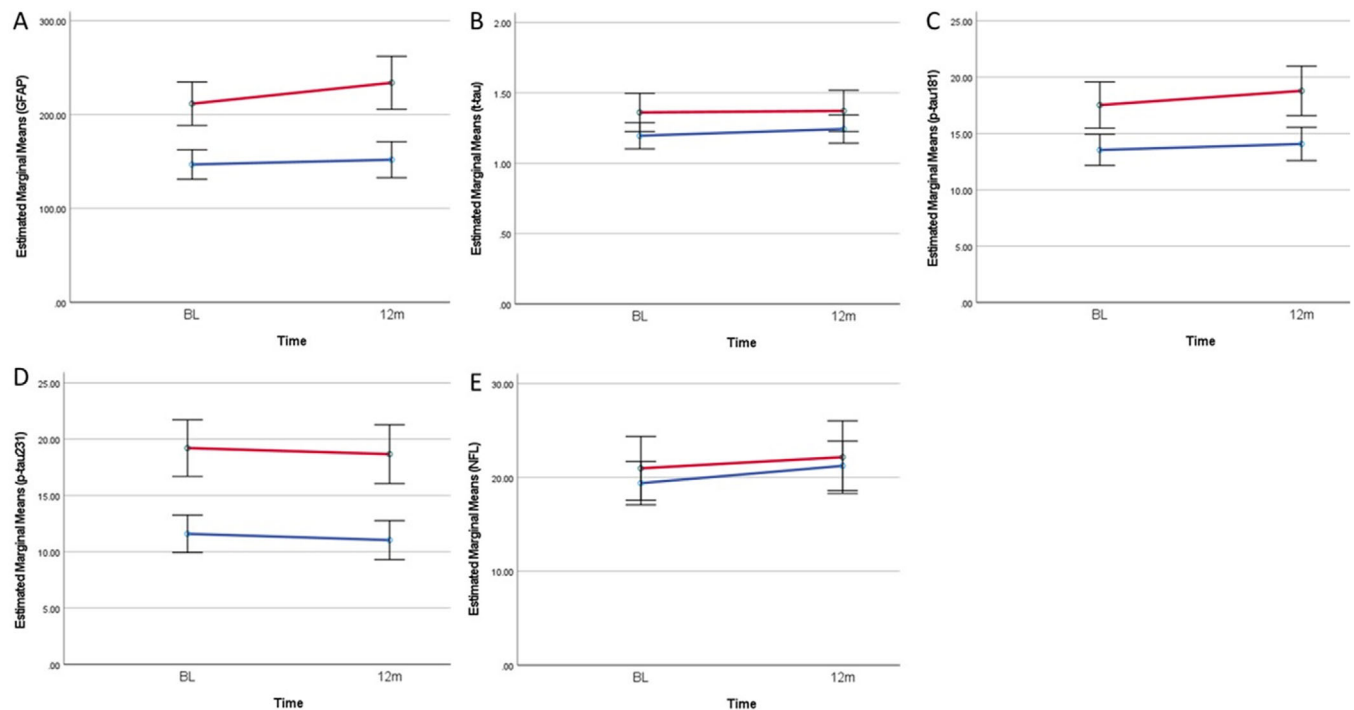 A
Estimated Marginal Means (GFAP)
300.00
200.00
100.00
.00
BL
12m
Time
B
Estimated Marginal Means (t-tau)
2.00
1.50
1.00
.50
.00
BL
12m
Time
C
Estimated Marginal Means (p-tau181)
25.00
20.00
15.00
10.00
5.00
.00
BL
12m
Time
D
Estimated Marginal Means (p-tau231)
25.00
20.00
15.00
10.00
5.00
.00
BL
12m
Time
E
Estimated Marginal Means (NFL)
30.00
20.00
10.00
.00
BL
12m
Time